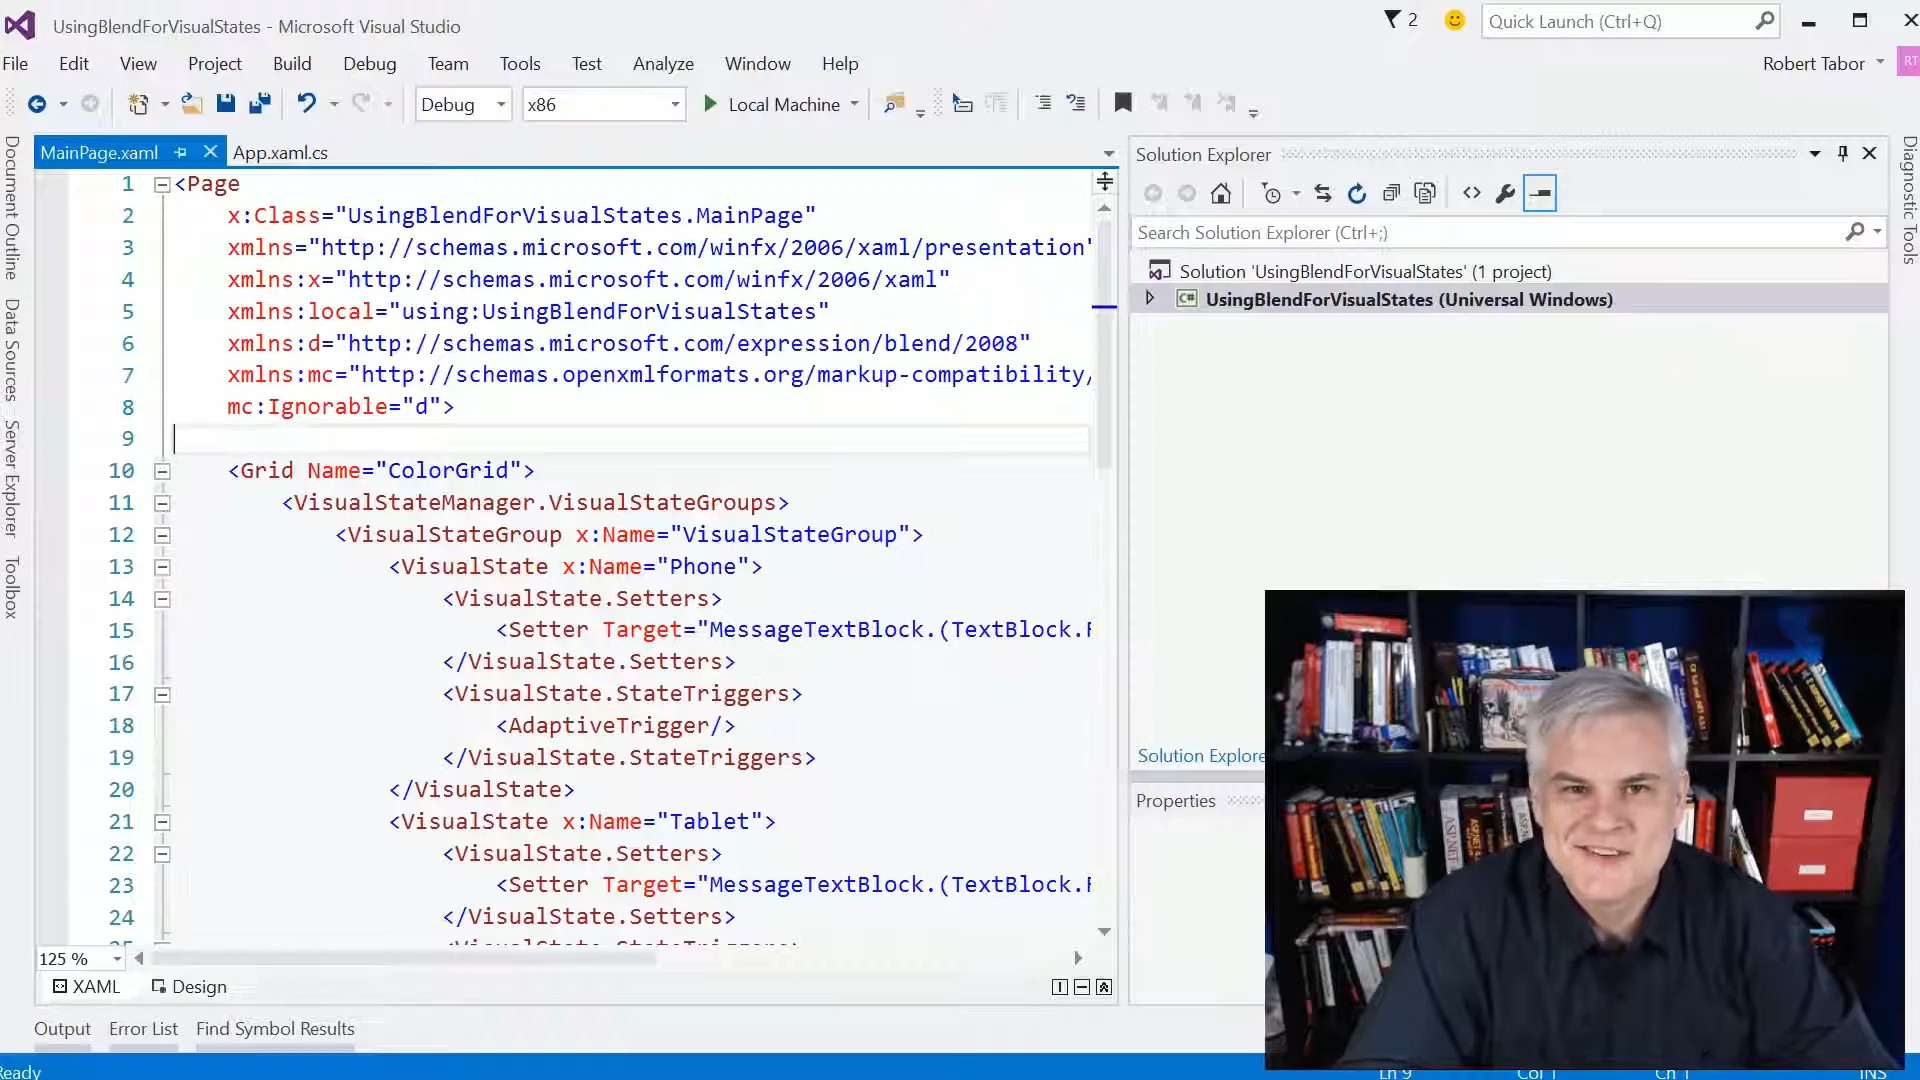 UsingBlendForVisualStates - Microsoft Visual Studio
2
Quick Launch (Ctrl+Q)
File Edit View Project Build Debug Team Tools Test Analyze Window Help
Robert Tabor
RT
Debug
x86
Local Machine
Document Outline
Data Sources
Server Explorer
Toolbox
MainPage.xaml
App.xaml.cs
1 <Page
2 x:Class="UsingBlendForVisualStates.MainPage"
3 xmlns="http://schemas.microsoft.com/winfx/2006/xaml/presentation"
4 xmlns:x="http://schemas.microsoft.com/winfx/2006/xaml"
5 xmlns:local="using:UsingBlendForVisualStates"
6 xmlns:d="http://schemas.microsoft.com/expression/blend/2008"
7 xmlns:mc="http://schemas.openxmlformats.org/markup-compatibility/
8 mc:Ignorable="d">
9
10 <Grid Name="ColorGrid">
11 <VisualStateManager.VisualStateGroups>
12 <VisualStateGroup x:Name="VisualStateGroup">
13 <VisualState x:Name="Phone">
14 <VisualState.Setters>
15 <Setter Target="MessageTextBlock.(TextBlock.F
16 </VisualState.Setters>
17 <VisualState.StateTriggers>
18 <AdaptiveTrigger/>
19 </VisualState.StateTriggers>
20 </VisualState>
21 <VisualState x:Name="Tablet">
22 <VisualState.Setters>
23 <Setter Target="MessageTextBlock.(TextBlock.F
24 </VisualState.Setters>
125 %
XAML
Design
Output Error List Find Symbol Results
Solution Explorer
Search Solution Explorer (Ctrl+;)
Solution 'UsingBlendForVisualStates' (1 project)
C# UsingBlendForVisualStates (Universal Windows)
Solution Explore
Properties
Diagnostic Tools
Ready
Ln 9
Col 1
Ch 1
INS